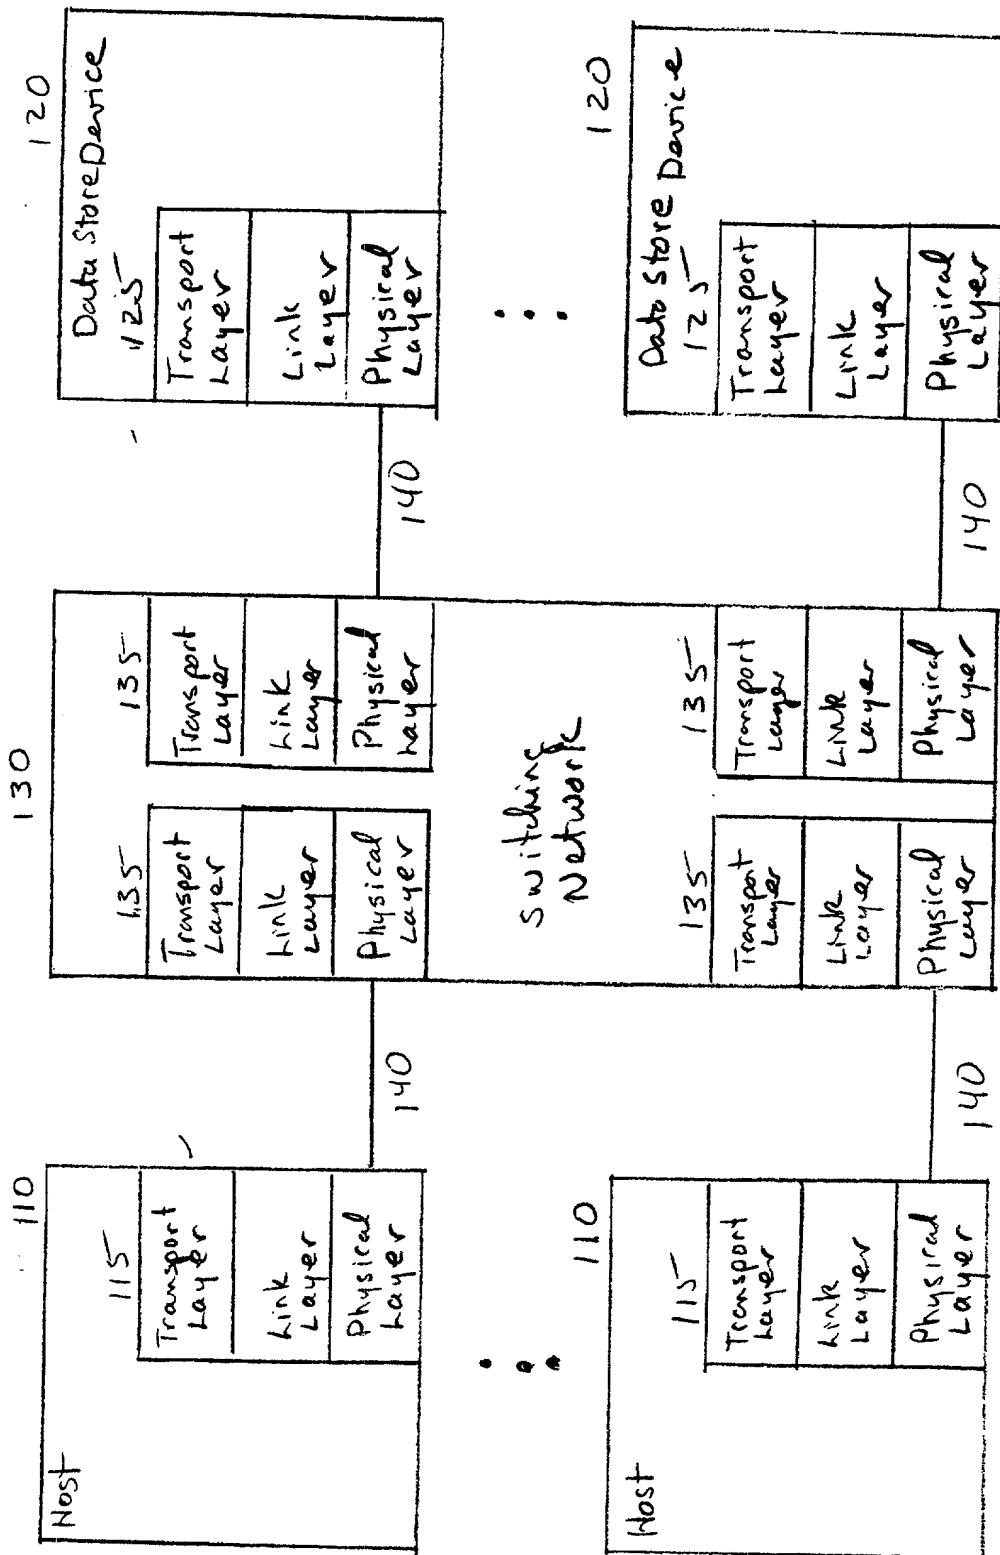 110
Host
115
Transport
Layer
Link
Layer
Physical
Layer
140
130
135
Transport
Layer
Link
Layer
Physical
Layer
135
Transport
Layer
Link
Layer
Physical
Layer
140
120
Data Store Device
125
Transport
Layer
Link
Layer
Physical
Layer
Switching
Network
110
Host
115
Transport
Layer
Link
Layer
Physical
Layer
140
135
Transport
Layer
Link
Layer
Physical
Layer
135
Transport
Layer
Link
Layer
Physical
Layer
140
120
Data Store Device
125
Transport
Layer
Link
Layer
Physical
Layer